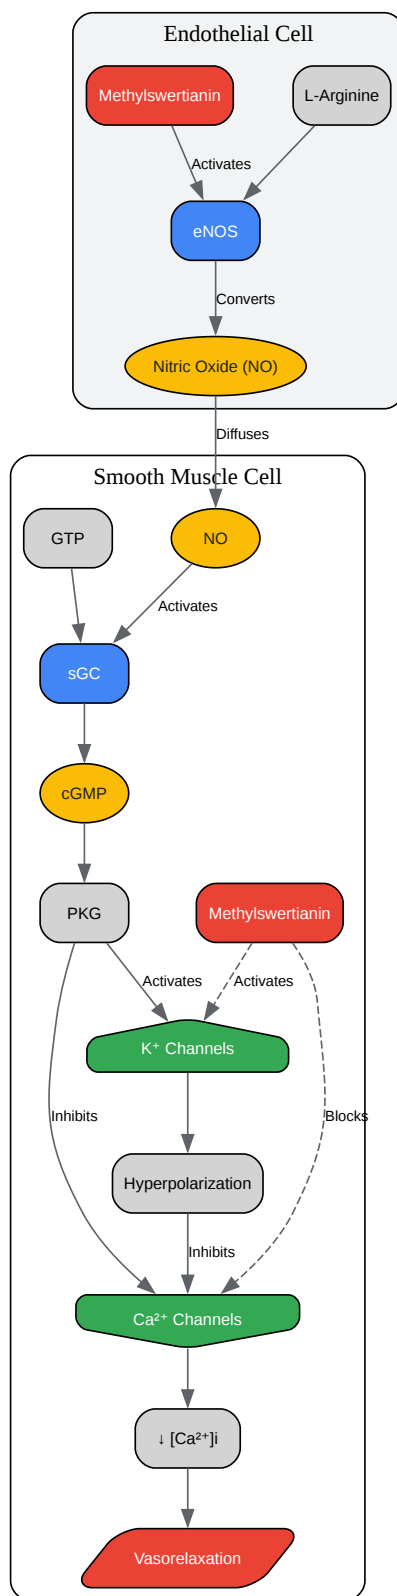 Endothelial Cell
Methylswertianin
L-Arginine
Activates
eNOS
Converts
Nitric Oxide (NO)
Diffuses
Smooth Muscle Cell
GTP
NO
Activates
sGC
cGMP
PKG
Methylswertianin
Activates
Activates
K⁺ Channels
Inhibits
Blocks
Hyperpolarization
Inhibits
Ca²⁺ Channels
↓ [Ca²⁺]i
Vasorelaxation